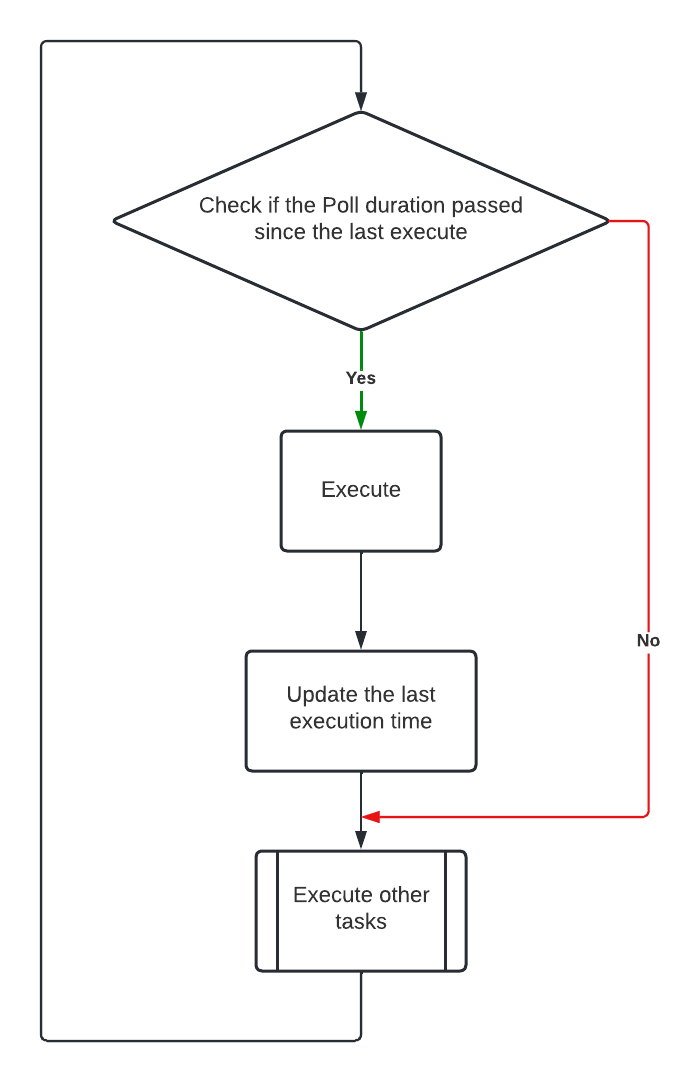 Check if the Poll duration passed
since the last execute
Yes
Execute
No
Update the last
execution time
Execute other
tasks